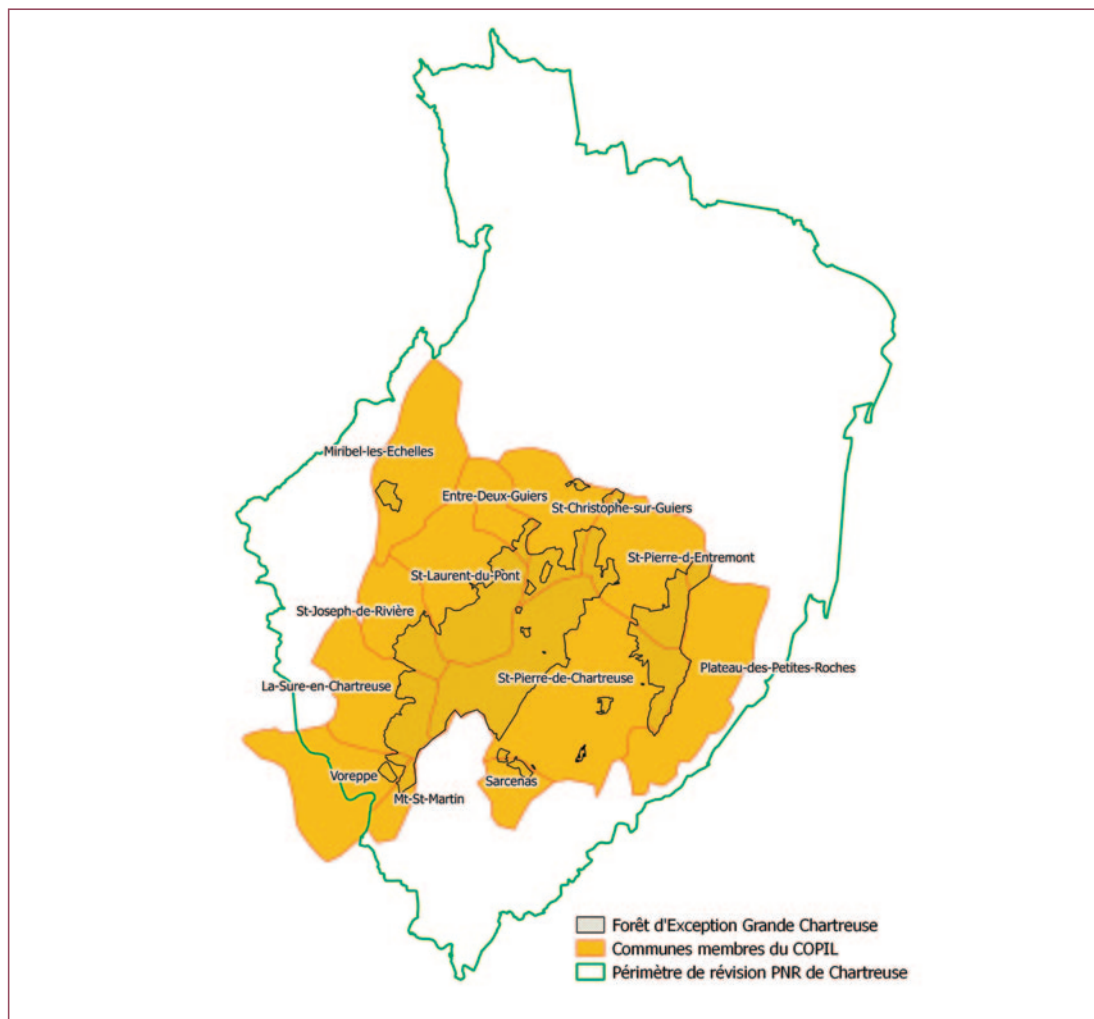 Miribel-les-Echelles
Entre-Deux-Guiers
St-Christophe-sur-Guiers
St-Pierre-d-Entremont
St-Laurent-du-Pont
St-Joseph-de-Rivière
Plateau-des-Petites-Roches
St-Pierre-de-Chartreuse
La-Sure-en-Chartreuse
Voreppe
Sarcenas
Mt-St-Martin
Forêt d'Exception Grande Chartreuse
Communes membres du COPIL
Périmètre de révision PNR de Chartreuse